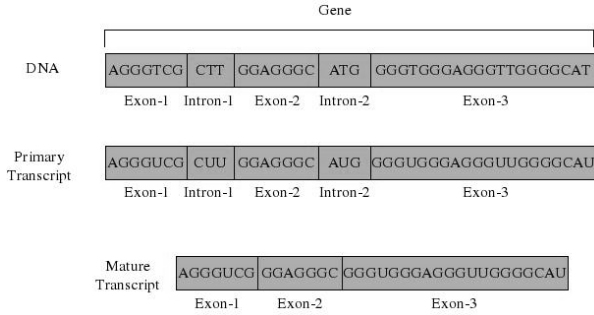 Gene
DNA
AGGGTCG CTT GGAGGGC ATG GGGTGGGAGGGTTGGGGCAT
Exon-1 Intron-1 Exon-2 Intron-2 Exon-3
Primary
Transcript
AGGGUCG CUU GGAGGGC AUG GGGUGGGAGGGUUGGGGCAU
Exon-1 Intron-1 Exon-2 Intron-2 Exon-3
Mature
Transcript
AGGGUCG GGAGGGC GGGUGGGAGGGUUGGGGCAU
Exon-1 Exon-2 Exon-3